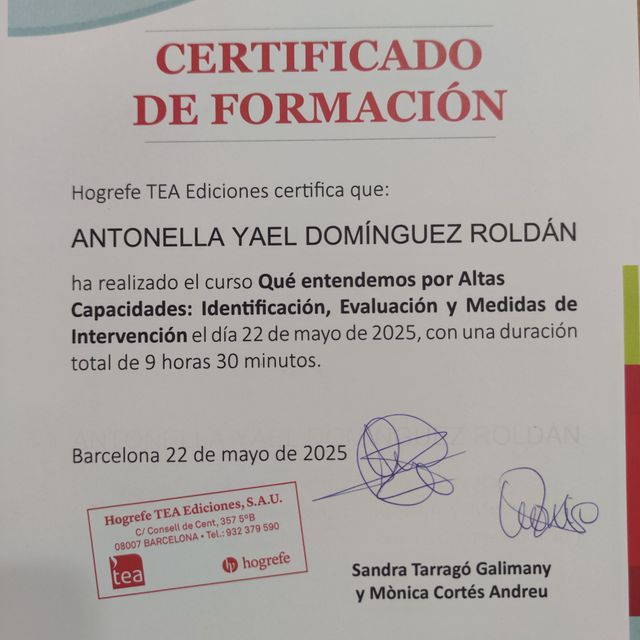 CERTIFICADO
DE FORMACIÓN
Hogrefe TEA Ediciones certifica que:
ANTONELLA YAEL DOMÍNGUEZ ROLDÁN
ha realizado el curso Qué entendemos por Altas
Capacidades: Identificación, Evaluación y Medidas de
Intervención el día 22 de mayo de 2025, con una duración
total de 9 horas 30 minutos.
Barcelona 22 de mayo de 2025
Hogrefe TEA Ediciones, S.A.U.
C/ Consell de Cent, 357 5ºB
08007 BARCELONA • Tel.: 932 379 590
tea
hogrefe
Sandra Tarragó Galimany
y Mònica Cortés Andreu